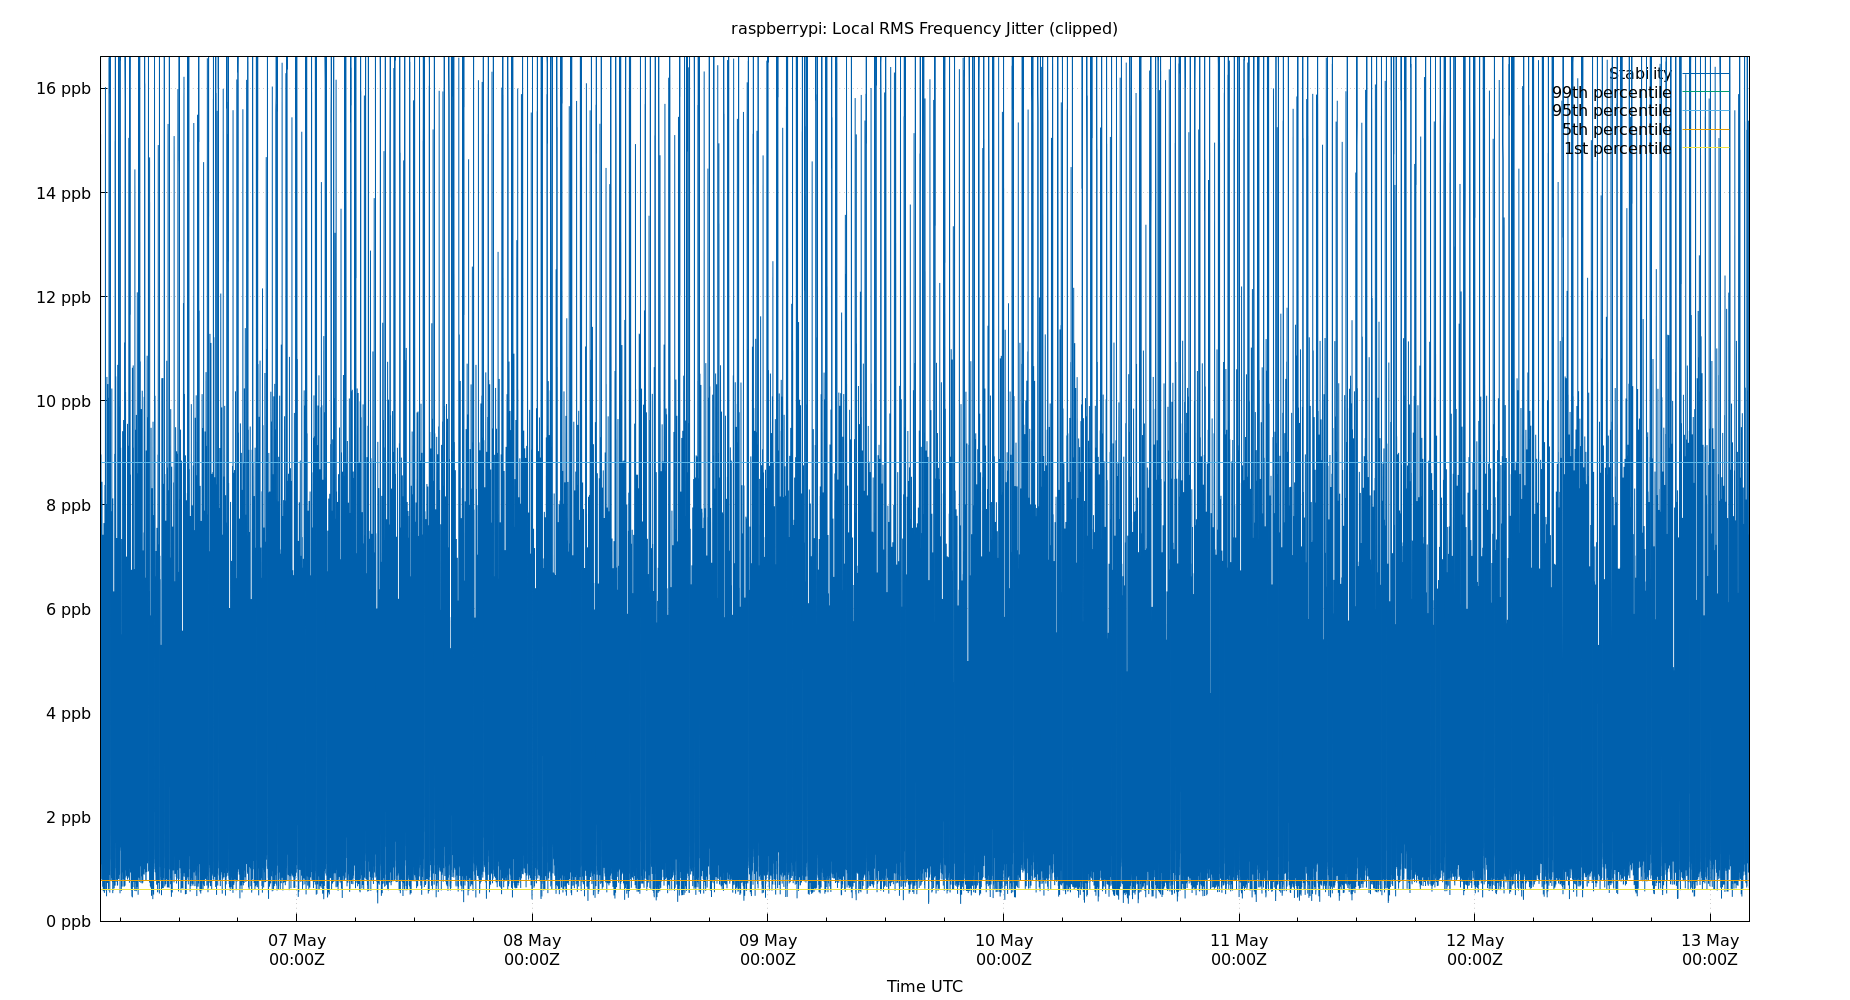 raspberrypi: Local RMS Frequency Jitter (clipped)
16 ppb
14 ppb
12 ppb
10 ppb
8 ppb
6 ppb
4 ppb
2 ppb
0 ppb
Stability
99th percentile
95th percentile
5th percentile
1st percentile
07 May
00:00Z
08 May
00:00Z
09 May
00:00Z
10 May
00:00Z
11 May
00:00Z
12 May
00:00Z
13 May
00:00Z
Time UTC